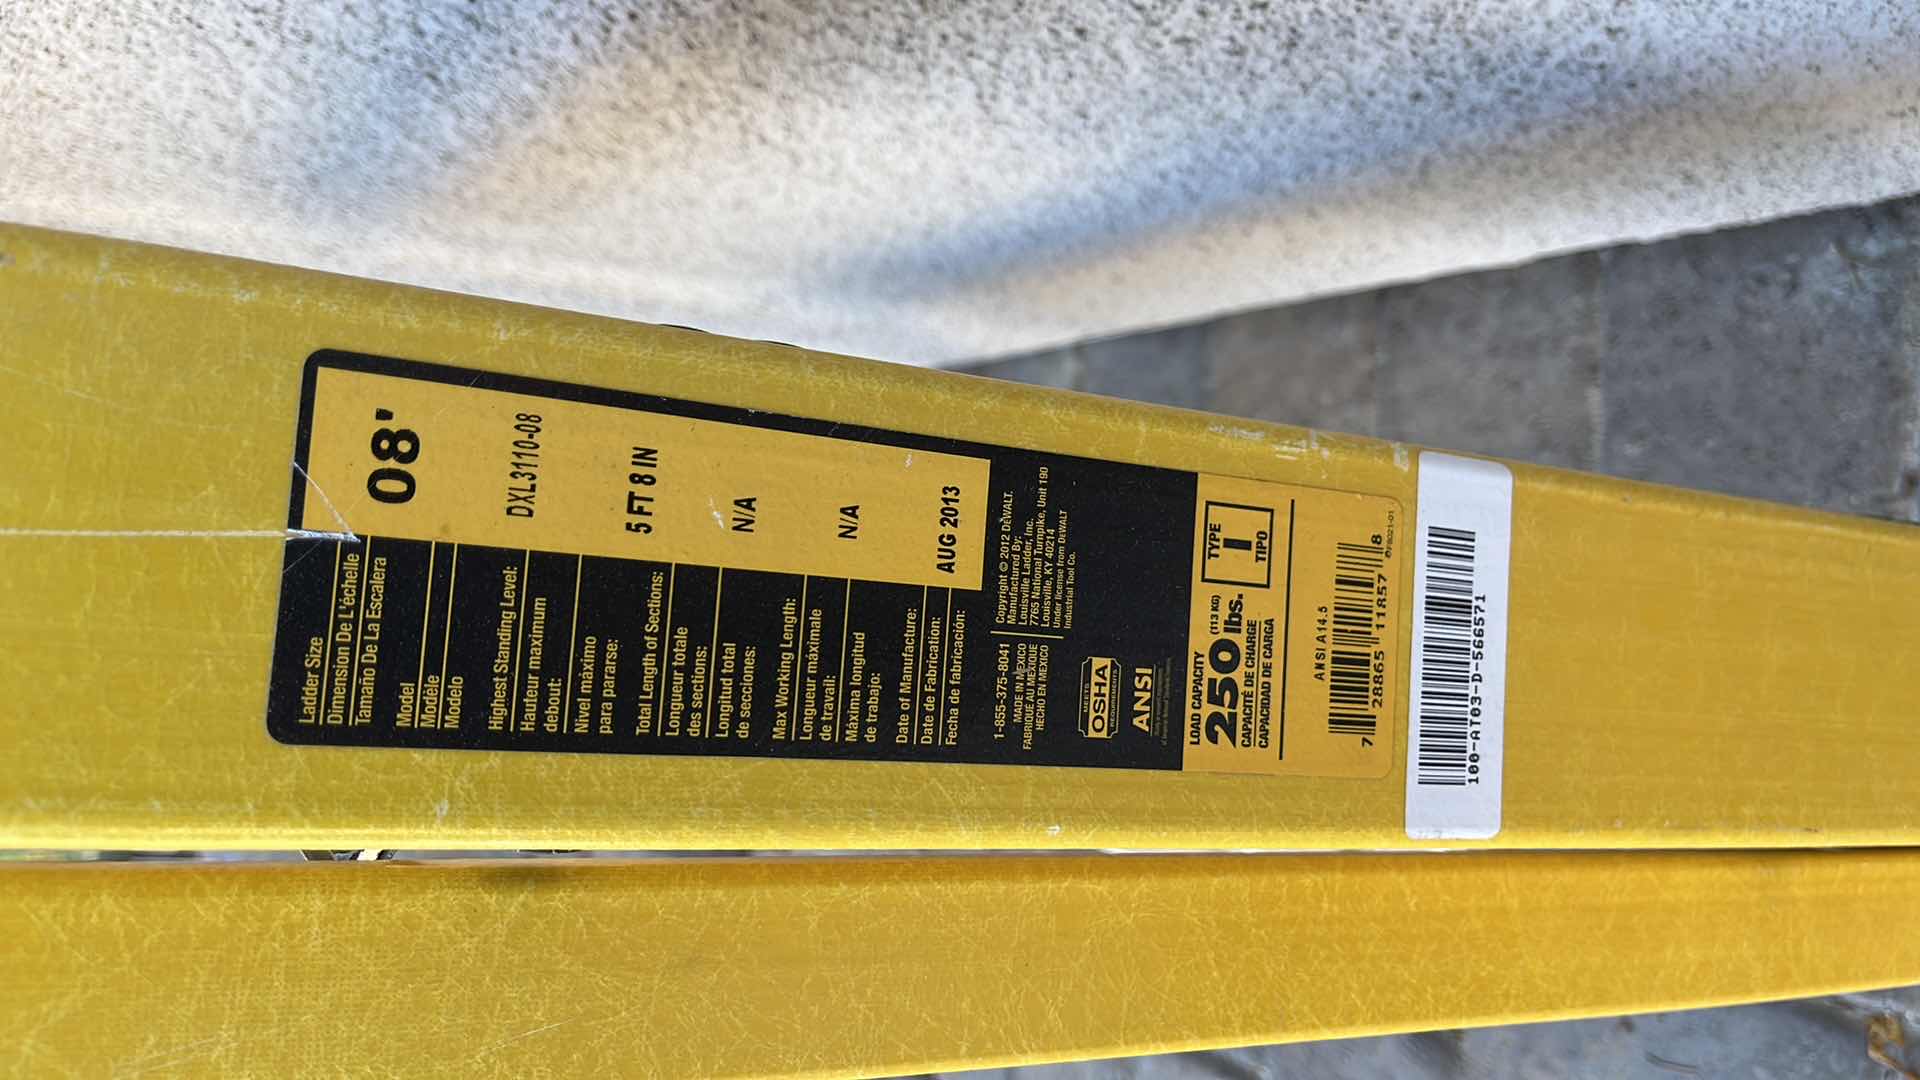 Ladder Size
Dimension De L'échelle
Tamaño De La Escalera
08'
Model
Modèle
Modelo
DXL3110-08
Highest Standing Level:
Hauteur maximum
debout:
Nivel máximo
para pararse:
5 FT 8 IN
Total Length of Sections:
Longueur totale
des sections:
Longitud total
de secciones:
N/A
Max Working Length:
Longueur máximale
de travail:
Máxima longitud
de trabajo:
N/A
Date of Manufacture:
Date de Fabrication:
Fecha de fabricación:
AUG 2013
1-855-375-8041
MADE IN MEXICO
FABRIQUÉ AU MEXIQUE
HECHO EN MEXICO
Copyright © 2012 DEWALT.
Manufactured By:
Louisville Ladder, Inc.
7765 National Turnpike, Unit 190
Louisville, KY 40214
Under license from DEWALT
Industrial Tool Co.
MEETS
OSHA
REQUIREMENTS
ANSI
LOAD CAPACITY
250 (113 KG) lbs.
CAPACITÉ DE CHARGE
CAPACIDAD DE CARGA
TYPE
I
TIPO
ANSI A14.5
7 28865 11857 8
100-AT03-D-566571